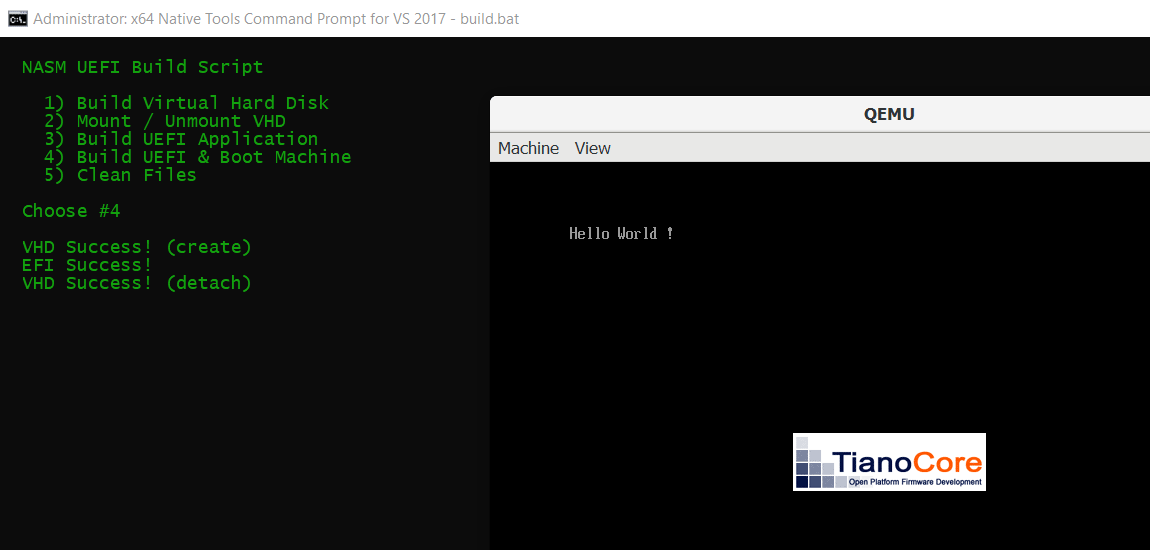 Administrator: x64 Native Tools Command Prompt for VS 2017 - build.bat
NASM UEFI Build Script
1) Build Virtual Hard Disk
2) Mount / Unmount VHD
3) Build UEFI Application
4) Build UEFI & Boot Machine
5) Clean Files
Choose #4
VHD Success! (create)
EFI Success!
VHD Success! (detach)
QEMU
Machine View
Hello World !
TianoCore
Open Platform Firmware Development